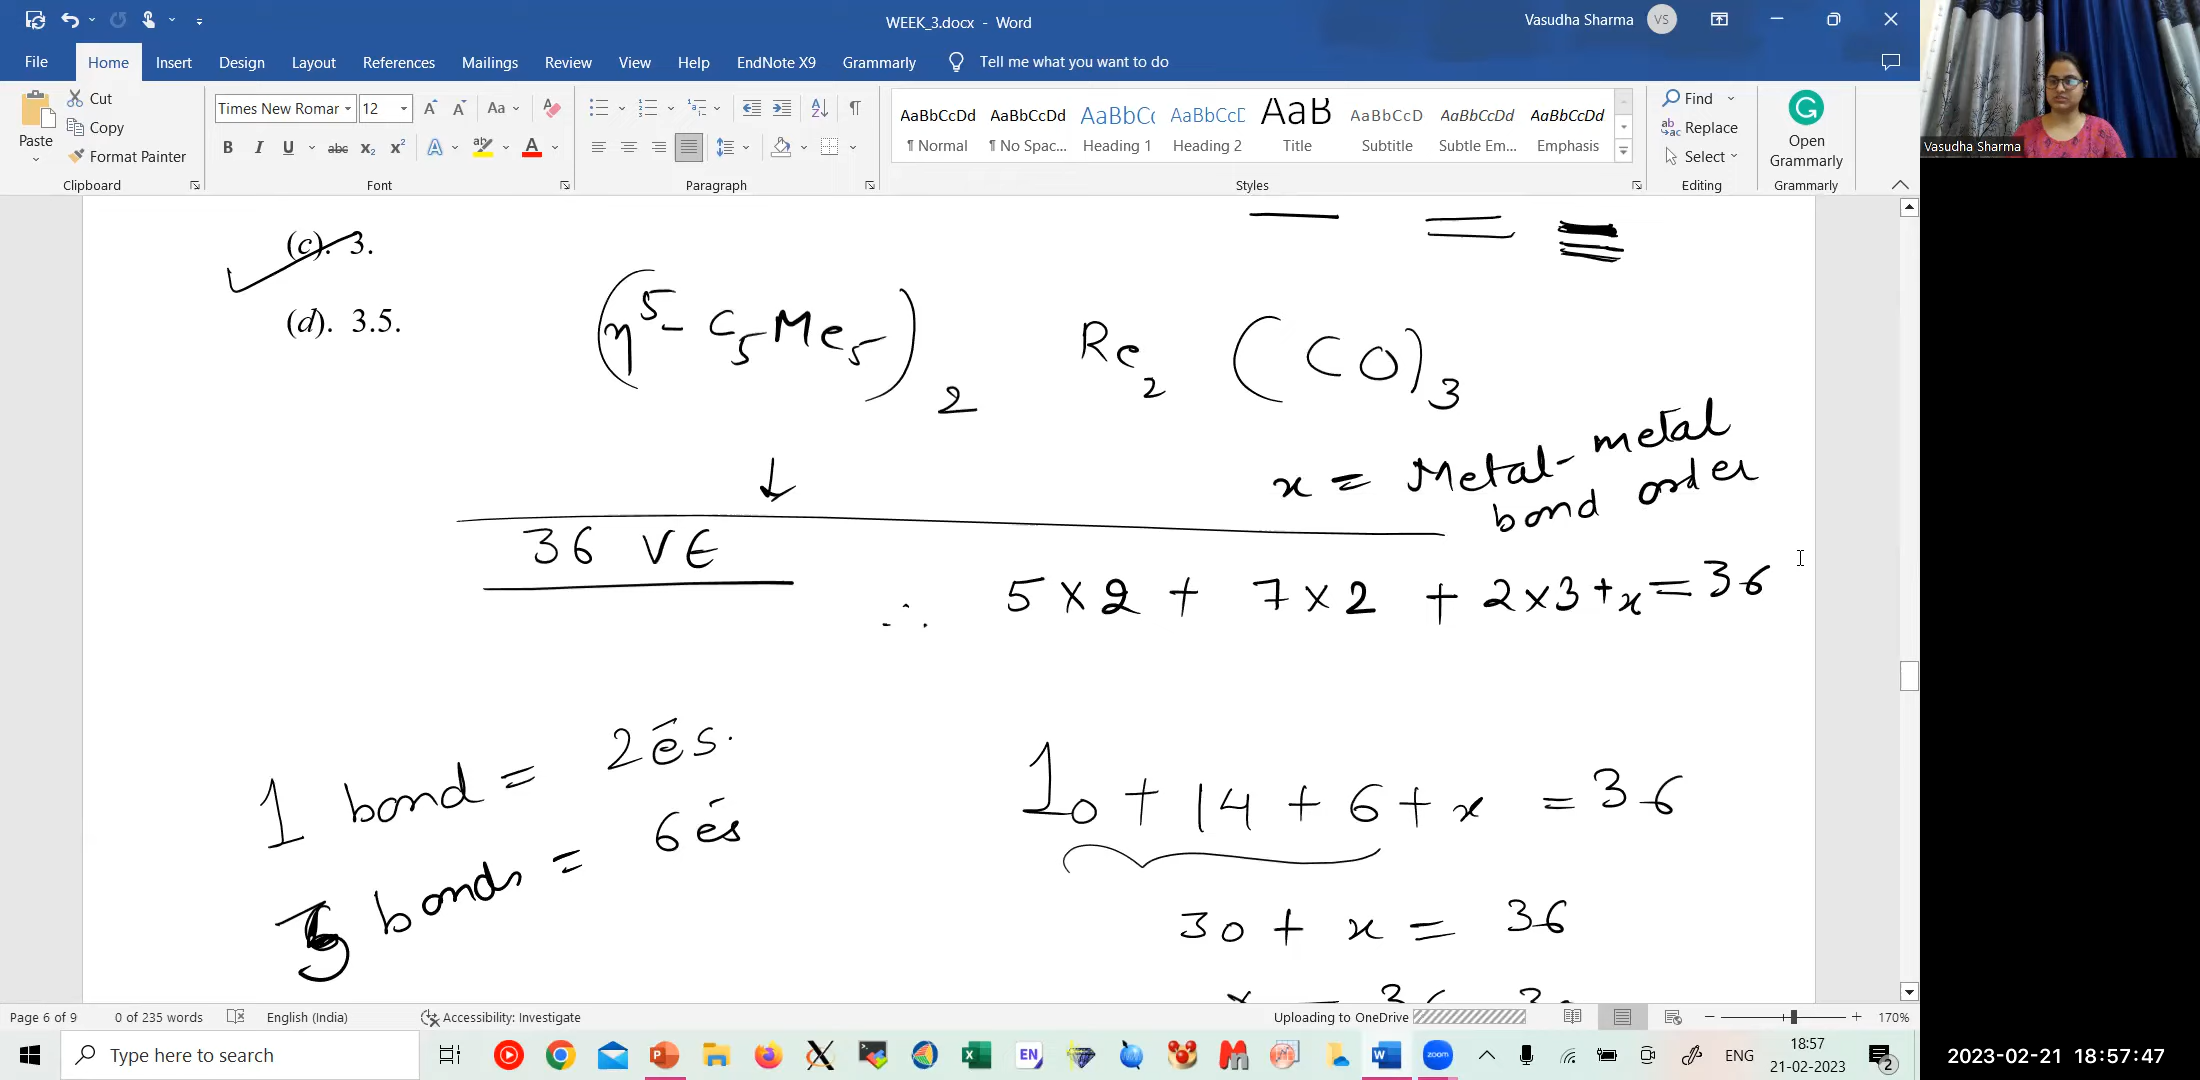 WEEK_3.docx - Word
Vasudha Sharma VS
File Home Insert Design Layout References Mailings Review View Help EndNote X9 Grammarly Tell me what you want to do
Cut
Copy
Format Painter
Paste
Clipboard
Times New Romar 12
Font
Paragraph
AaBbCcDd AaBbCcDd AaBbCc AaBbCcD AaB AaBbCcD AaBbCcDd AaBbCcDd
¶ Normal ¶ No Spac... Heading 1 Heading 2 Title Subtitle Subtle Em... Emphasis
Styles
Find
Replace
Select
Editing
Open Grammarly
Grammarly
Vasudha Sharma
(c). 3.
(d). 3.5.
(η⁵- C₅Me₅)₂ Re₂ (CO)₃
x = Metal-metal
bond order
36 VE
∴ 5 × 2 + 7 × 2 + 2×3+x = 36
1 bond = 2ēs.
3 bonds = 6ēs
10 + 14 + 6 + x = 36
30 + x = 36
Page 6 of 9 0 of 235 words English (India) Accessibility: Investigate Uploading to OneDrive 170%
Type here to search
EN
zoom
ENG
18:57
21-02-2023
2
2023-02-21 18:57:47